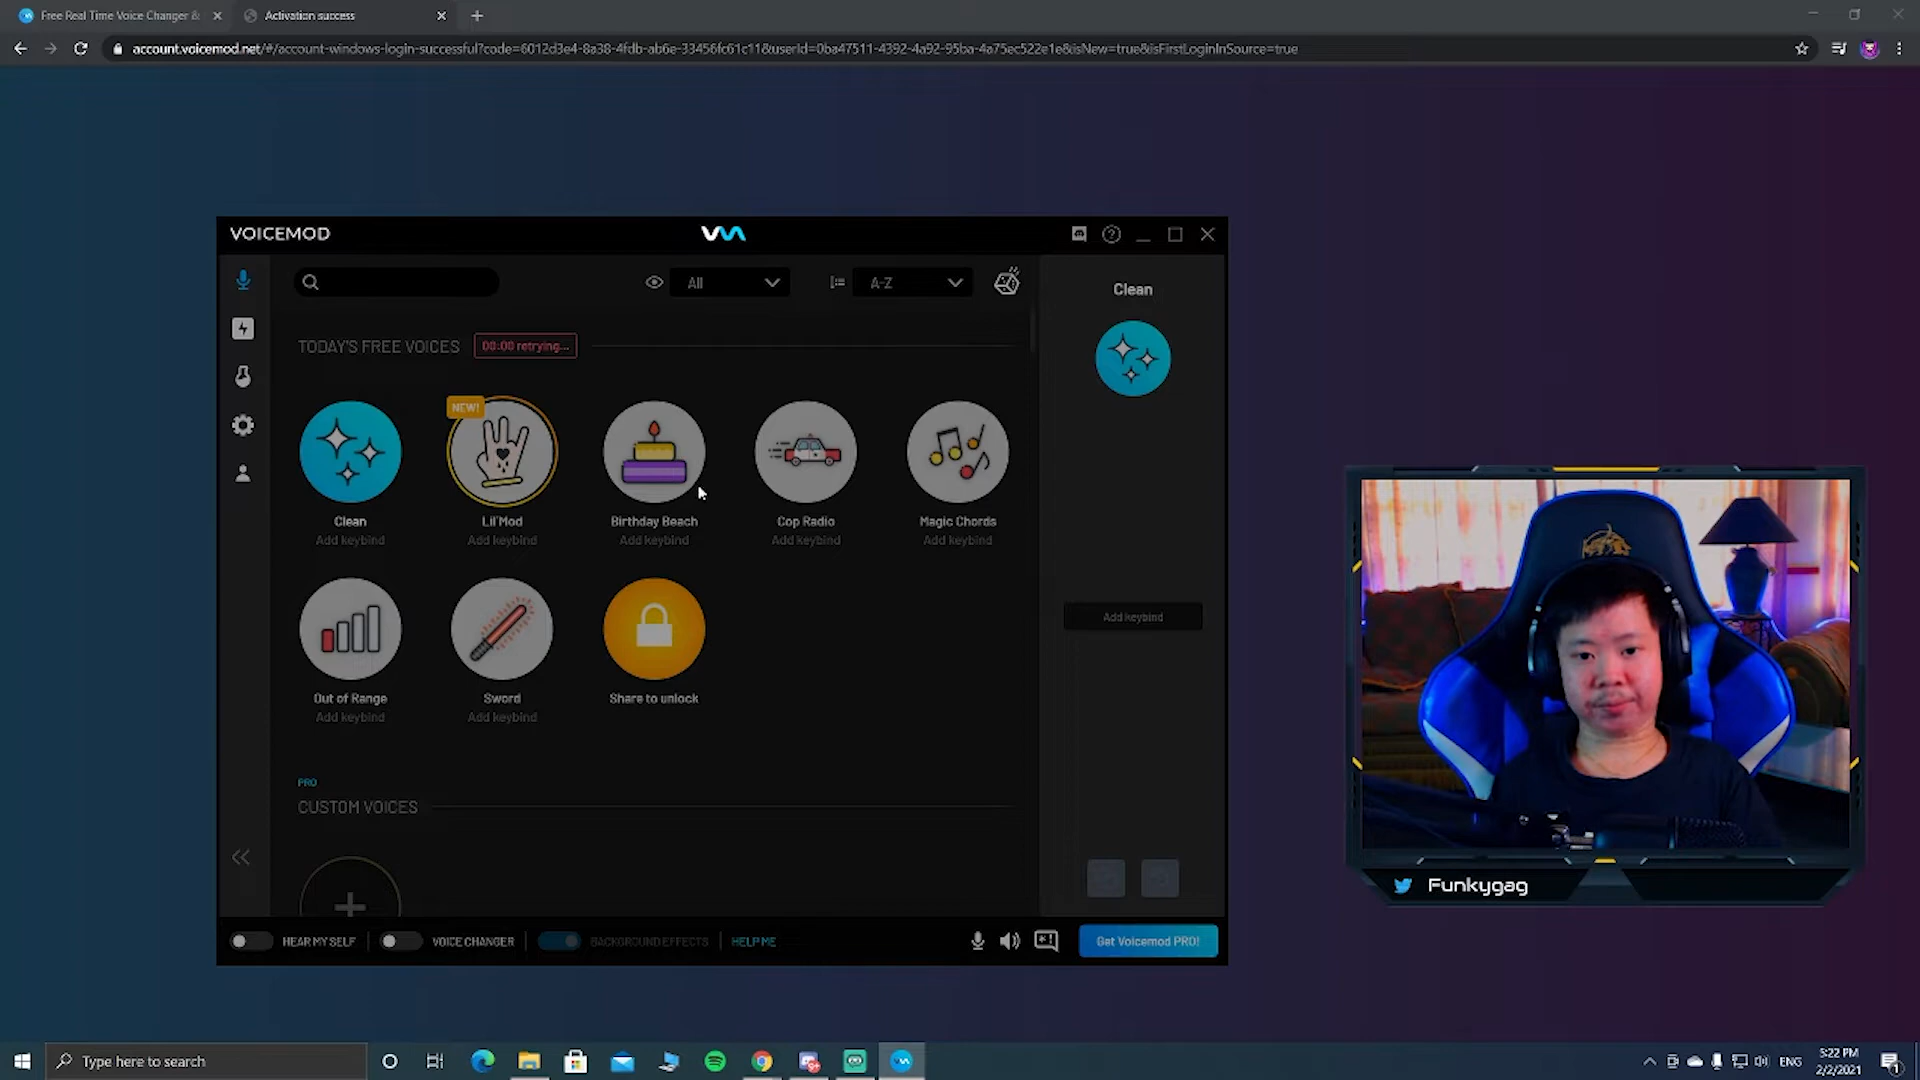 Free Real Time Voice Changer &
Activation success
account.voicemod.net/#/account-windows-login-successful?code=6012d3e4-8a38-4fdb-ab6e-33456fc61c11&userId=0ba47511-4392-4a92-95ba-4a75ec522e1e&isNew=true&isFirstLoginInSource=true
VOICEMOD
All
A-Z
Clean
TODAY'S FREE VOICES
00:00 retrying...
NEW!
Clean
Add keybind
Lil'Mod
Add keybind
Birthday Beach
Add keybind
Cop Radio
Add keybind
Magic Chords
Add keybind
Add keybind
Out of Range
Add keybind
Sword
Add keybind
Share to unlock
PRO
CUSTOM VOICES
HEAR MY SELF
VOICE CHANGER
BACKGROUND EFFECTS
HELP ME
Get Voicemod PRO!
Funkygag
Type here to search
ENG
5:22 PM
2/2/2021